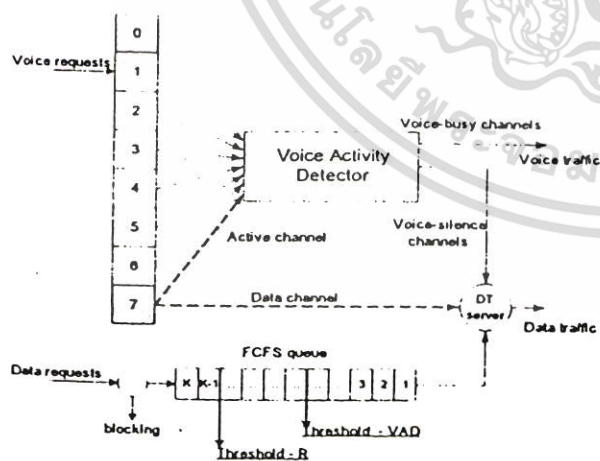 0
Voice requests
1
2
3
4
5
6
7
Voice Activity
Detector
Voice-busy channels
Voice traffic
Voice-silence
channels
Active channel
Data channel
DT
server
Data traffic
FCFS queue
Data requests
K K-1 3 2 1
blocking
Threshold - VAD
Threshold - R